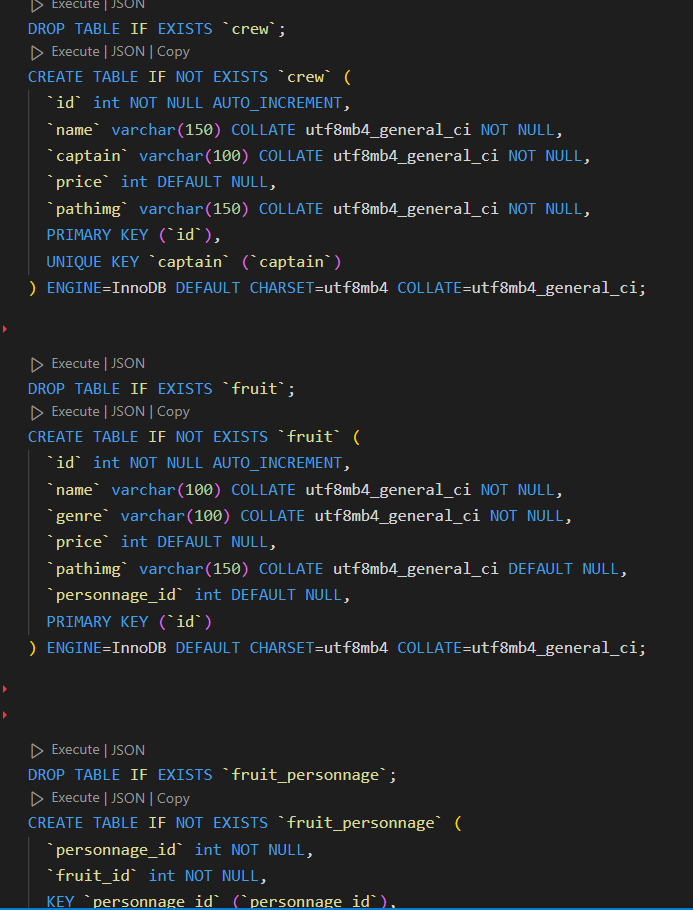 Execute | JSON
DROP TABLE IF EXISTS `crew`;
Execute | JSON | Copy
CREATE TABLE IF NOT EXISTS `crew` (
`id` int NOT NULL AUTO_INCREMENT,
`name` varchar(150) COLLATE utf8mb4_general_ci NOT NULL,
`captain` varchar(100) COLLATE utf8mb4_general_ci NOT NULL,
`price` int DEFAULT NULL,
`pathimg` varchar(150) COLLATE utf8mb4_general_ci NOT NULL,
PRIMARY KEY (`id`),
UNIQUE KEY `captain` (`captain`)
) ENGINE=InnoDB DEFAULT CHARSET=utf8mb4 COLLATE=utf8mb4_general_ci;
Execute | JSON
DROP TABLE IF EXISTS `fruit`;
Execute | JSON | Copy
CREATE TABLE IF NOT EXISTS `fruit` (
`id` int NOT NULL AUTO_INCREMENT,
`name` varchar(100) COLLATE utf8mb4_general_ci NOT NULL,
`genre` varchar(100) COLLATE utf8mb4_general_ci NOT NULL,
`price` int DEFAULT NULL,
`pathimg` varchar(150) COLLATE utf8mb4_general_ci DEFAULT NULL,
`personnage_id` int DEFAULT NULL,
PRIMARY KEY (`id`)
) ENGINE=InnoDB DEFAULT CHARSET=utf8mb4 COLLATE=utf8mb4_general_ci;
Execute | JSON
DROP TABLE IF EXISTS `fruit_personnage`;
Execute | JSON | Copy
CREATE TABLE IF NOT EXISTS `fruit_personnage` (
`personnage_id` int NOT NULL,
`fruit_id` int NOT NULL,
KEY `personnage_id` (`personnage_id`),